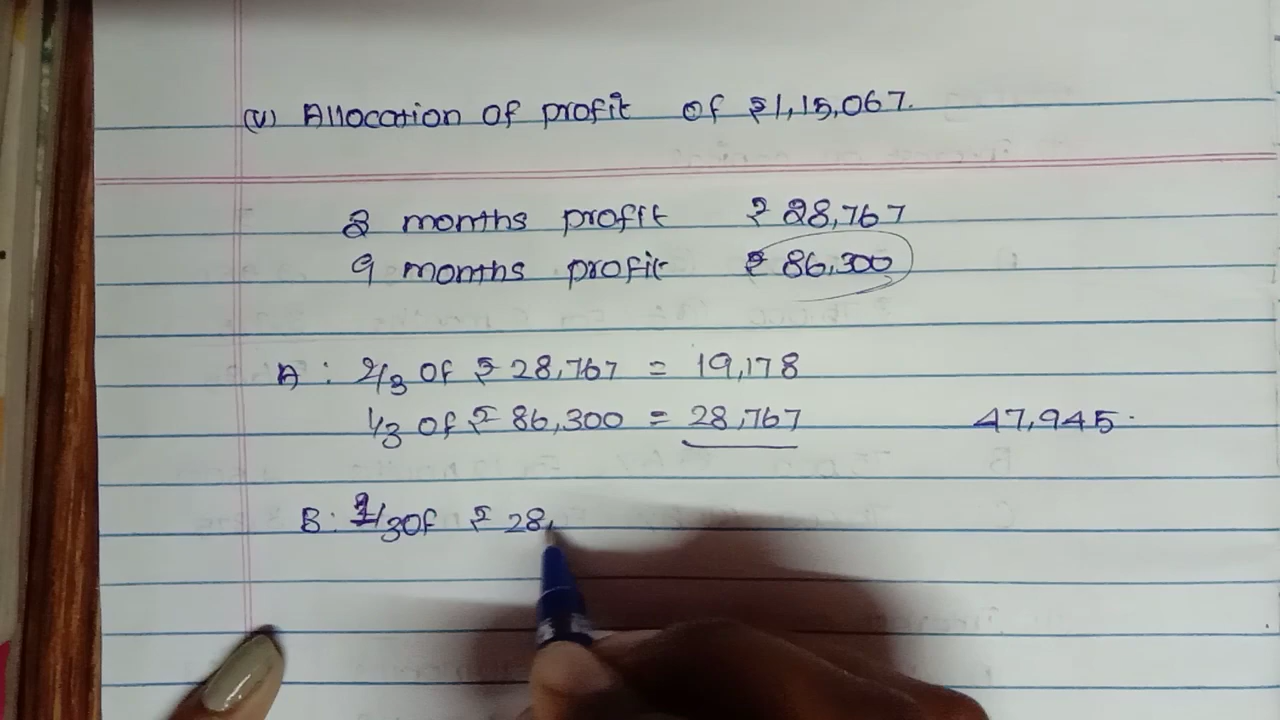 (v) Allocation of profit of ₹1,15,067.
3 months profit ₹ 28,767
9 months profit ₹ 86,300
A : 2/3 of ₹ 28,767 = 19,178
1/3 of ₹ 86,300 = 28,767 47,945.
B : 1/3 of ₹ 28,